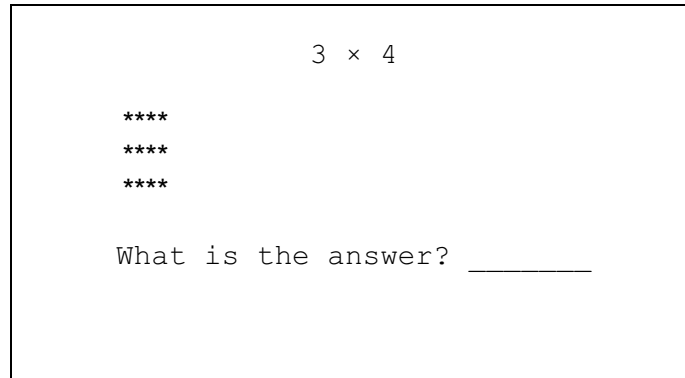 3 × 4
****
****
****
What is the answer? _______